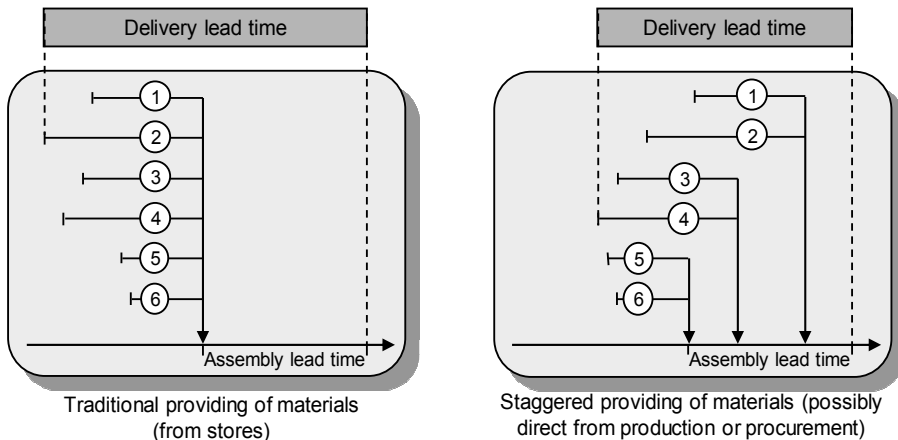 Delivery lead time
1
2
3
4
5
6
Assembly lead time
Traditional providing of materials
(from stores)
Delivery lead time
1
2
3
4
5
6
Assembly lead time
Staggered providing of materials (possibly
direct from production or procurement)